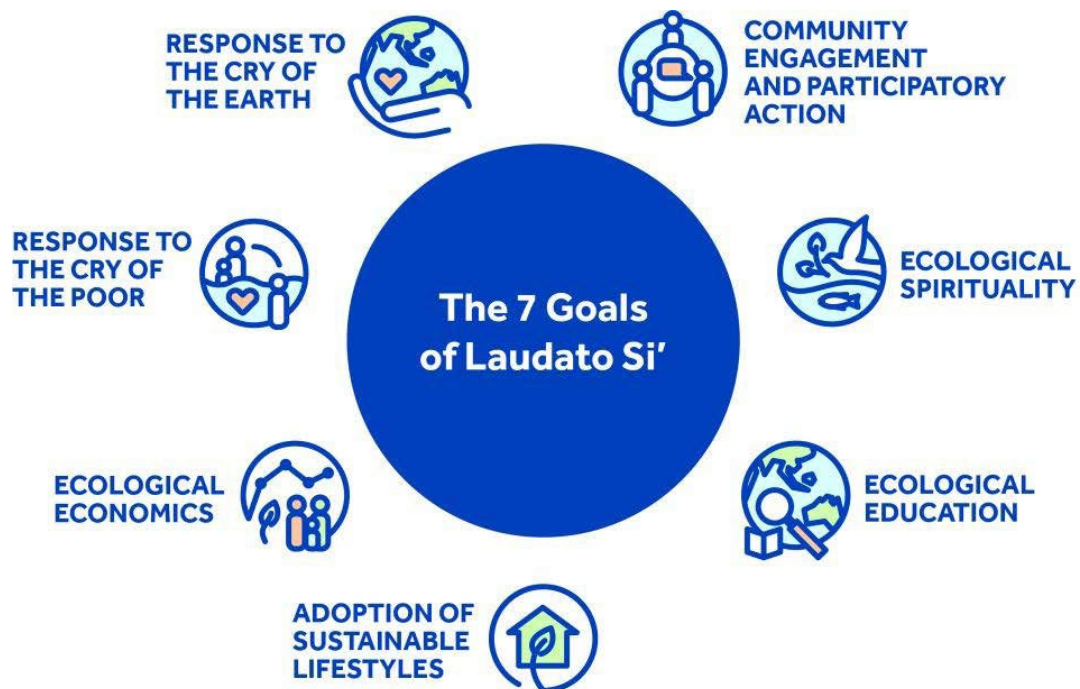 RESPONSE TO
THE CRY OF
THE EARTH
COMMUNITY
ENGAGEMENT
AND PARTICIPATORY
ACTION
RESPONSE TO
THE CRY OF
THE POOR
ECOLOGICAL
SPIRITUALITY
The 7 Goals
of Laudato Si'
ECOLOGICAL
ECONOMICS
ECOLOGICAL
EDUCATION
ADOPTION OF
SUSTAINABLE
LIFESTYLES